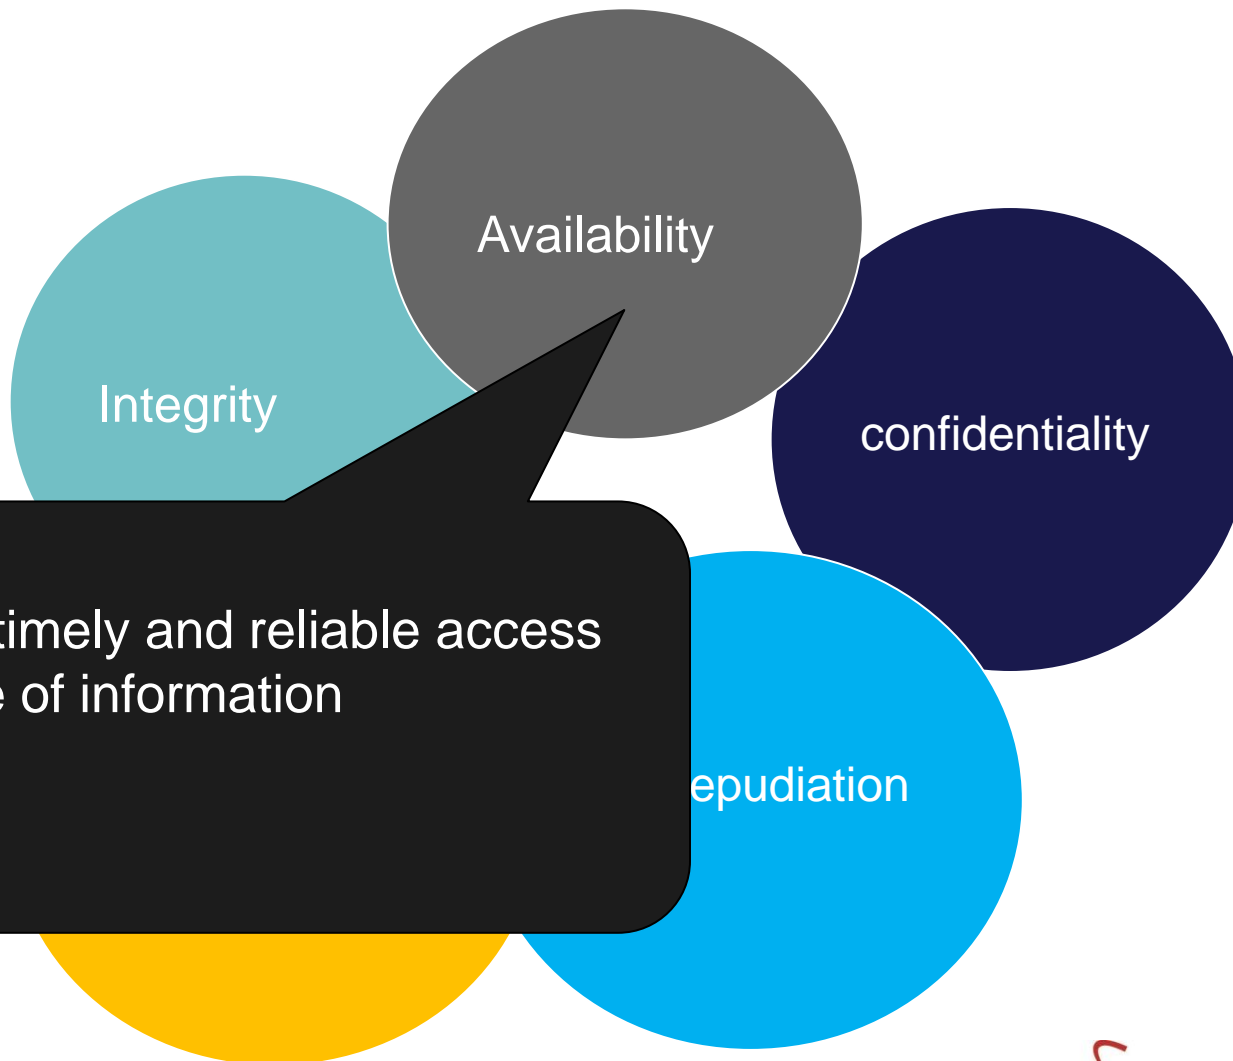 Availability
Integrity
confidentiality
timely and reliable access
of information
epudiation